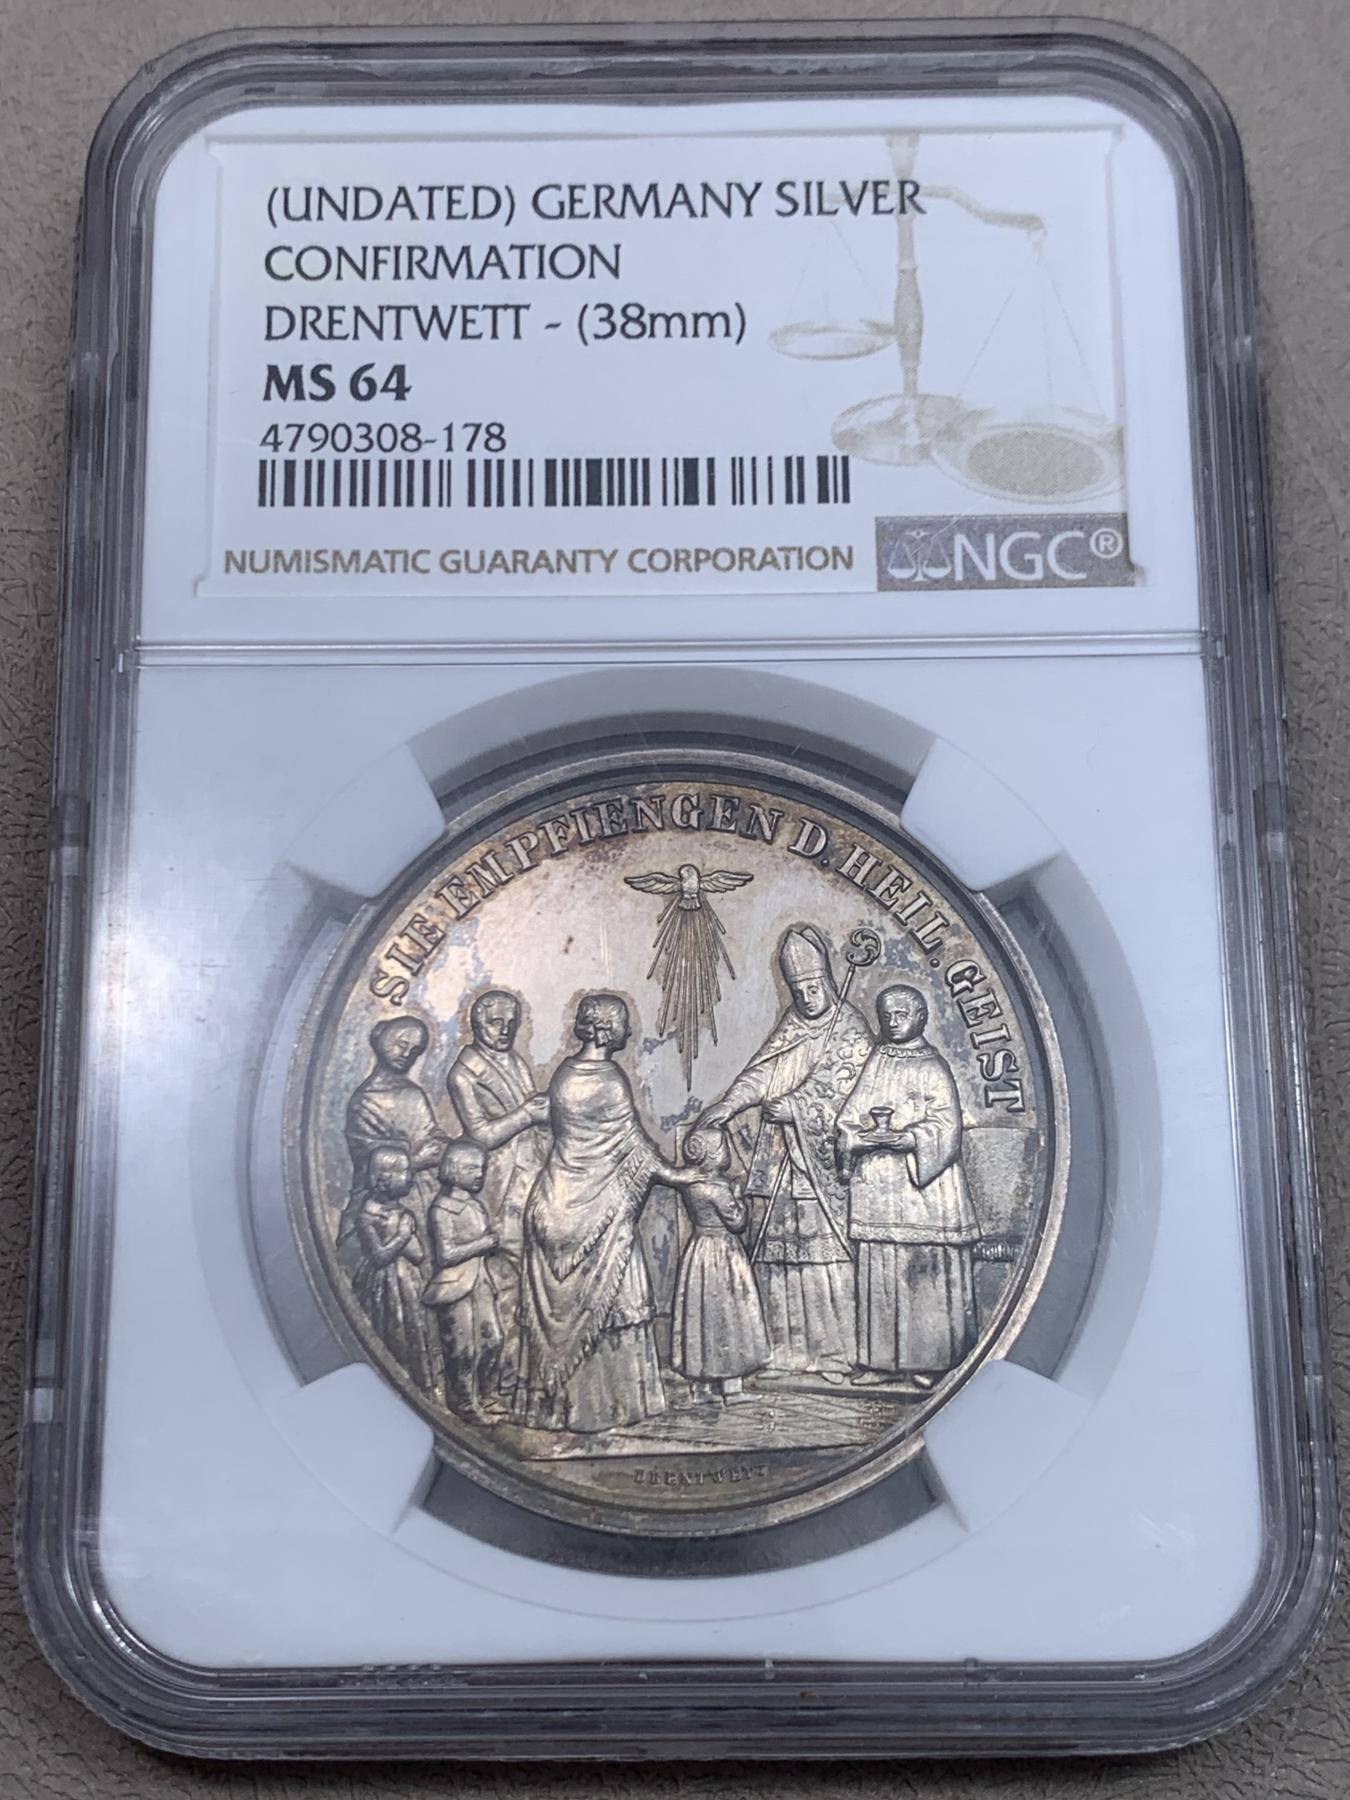 (UNDATED) GERMANY SILVER
CONFIRMATION
DRENTWETT - (38mm)
MS 64
4790308-178
NUMISMATIC GUARANTY CORPORATION
NGC®
SIE EMPFIENGEN D. HEIL. GEIST
DRENTWETT